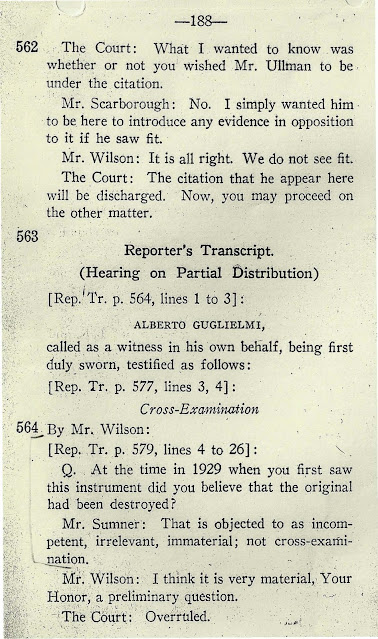 —188—
562 The Court: What I wanted to know was
whether or not you wished Mr. Ullman to be
under the citation.
Mr. Scarborough: No. I simply wanted him
to be here to introduce any evidence in opposition
to it if he saw fit.
Mr. Wilson: It is all right. We do not see fit.
The Court: The citation that he appear here
will be discharged. Now, you may proceed on
the other matter.
563
Reporter's Transcript.
(Hearing on Partial Distribution)
[Rep. Tr. p. 564, lines 1 to 3]:
ALBERTO GUGLIELMI,
called as a witness in his own behalf, being first
duly sworn, testified as follows:
[Rep. Tr. p. 577, lines 3, 4]:
Cross-Examination
564 By Mr. Wilson:
[Rep. Tr. p. 579, lines 4 to 26]:
Q. At the time in 1929 when you first saw
this instrument did you believe that the original
had been destroyed?
Mr. Sumner: That is objected to as incom-
petent, irrelevant, immaterial; not cross-exami-
nation.
Mr. Wilson: I think it is very material, Your
Honor, a preliminary question.
The Court: Overruled.